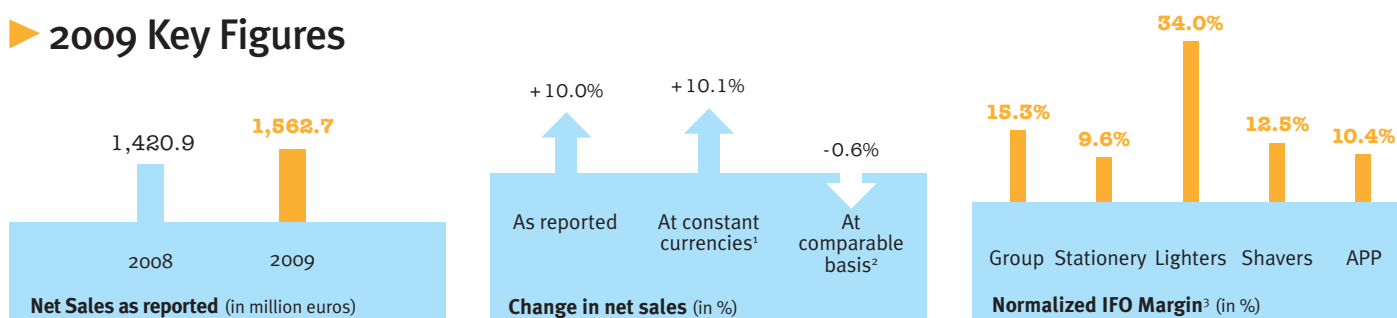 2009 Key Figures
1,420.9
1,562.7
2008
2009
Net Sales as reported (in million euros)
+10.0%
+10.1%
-0.6%
As reported
At constant
currencies¹
At
comparable
basis²
Change in net sales (in %)
15.3%
9.6%
34.0%
12.5%
10.4%
Group
Stationery
Lighters
Shavers
APP
Normalized IFO Margin³ (in %)